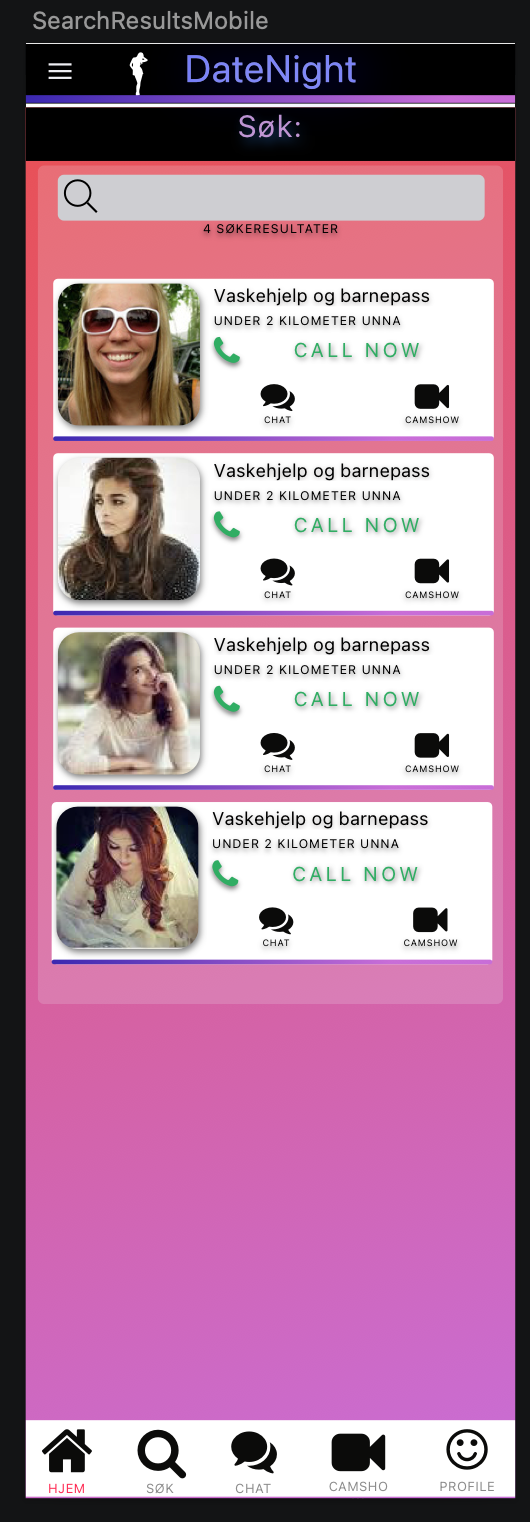 SearchResultsMobile
DateNight
Søk:
4 SØKERESULTATER
Vaskehjelp og barnepass
UNDER 2 KILOMETER UNNA
CALL NOW
CHAT CAMSHOW
Vaskehjelp og barnepass
UNDER 2 KILOMETER UNNA
CALL NOW
CHAT CAMSHOW
Vaskehjelp og barnepass
UNDER 2 KILOMETER UNNA
CALL NOW
CHAT CAMSHOW
Vaskehjelp og barnepass
UNDER 2 KILOMETER UNNA
CALL NOW
CHAT CAMSHOW
HJEM SØK CHAT CAMSHO PROFILE